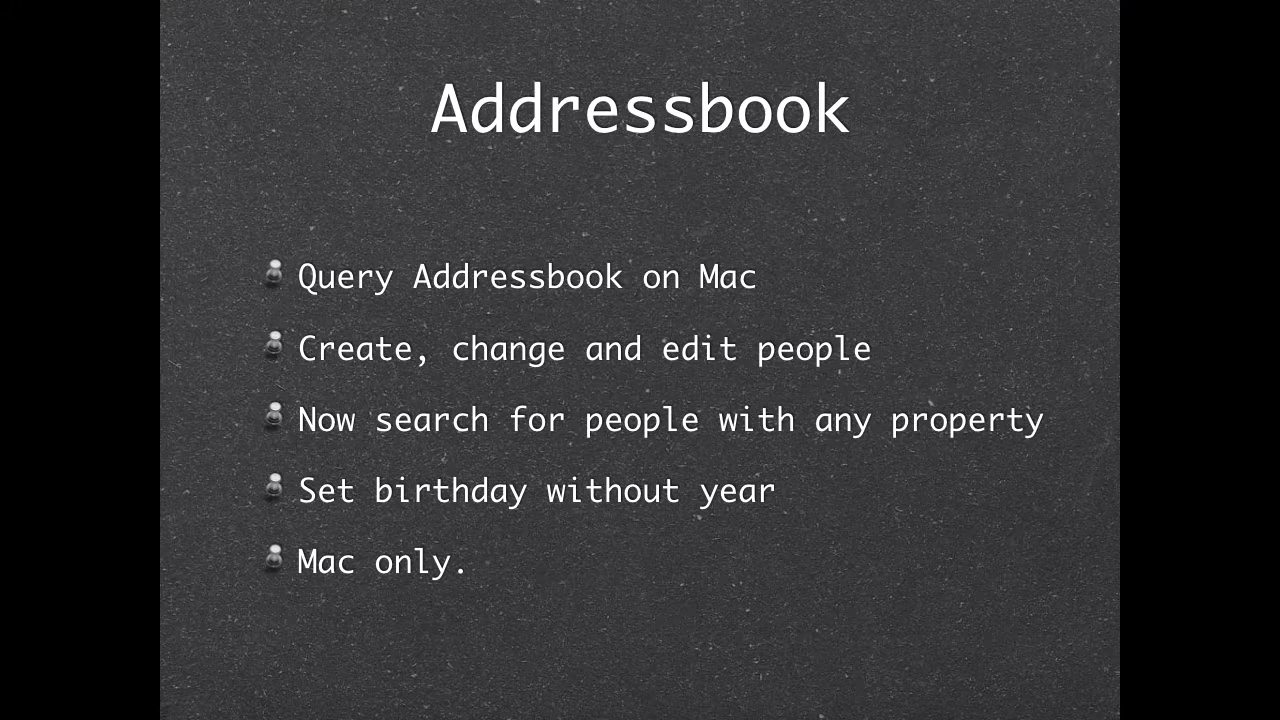 Addressbook
Query Addressbook on Mac
Create, change and edit people
Now search for people with any property
Set birthday without year
Mac only.